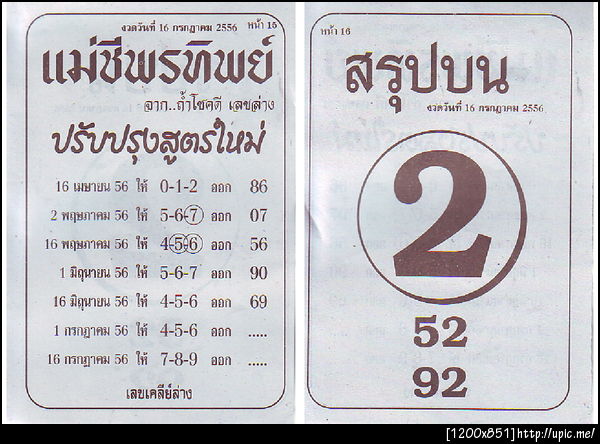 งวดวันที่ 16 กรกฎาคม 2556 หน้า 15
แม่ชีพรทิพย์
จาก..ถ้ำโชคดี เลขล่าง
ปรับปรุงสูตรใหม่
16 เมษายน 56 ให้ 0-1-2 ออก 86
2 พฤษภาคม 56 ให้ 5-6-7 ออก 07
16 พฤษภาคม 56 ให้ 4-5-6 ออก 56
1 มิถุนายน 56 ให้ 5-6-7 ออก 90
16 มิถุนายน 56 ให้ 4-5-6 ออก 69
1 กรกฎาคม 56 ให้ 4-5-6 ออก .....
16 กรกฎาคม 56 ให้ 7-8-9 ออก .....
เลขเคลีย์ล่าง
หน้า 16
สรุปบน
งวดวันที่ 16 กรกฎาคม 2556
2
52
92
[1200x851]http://upic.me/